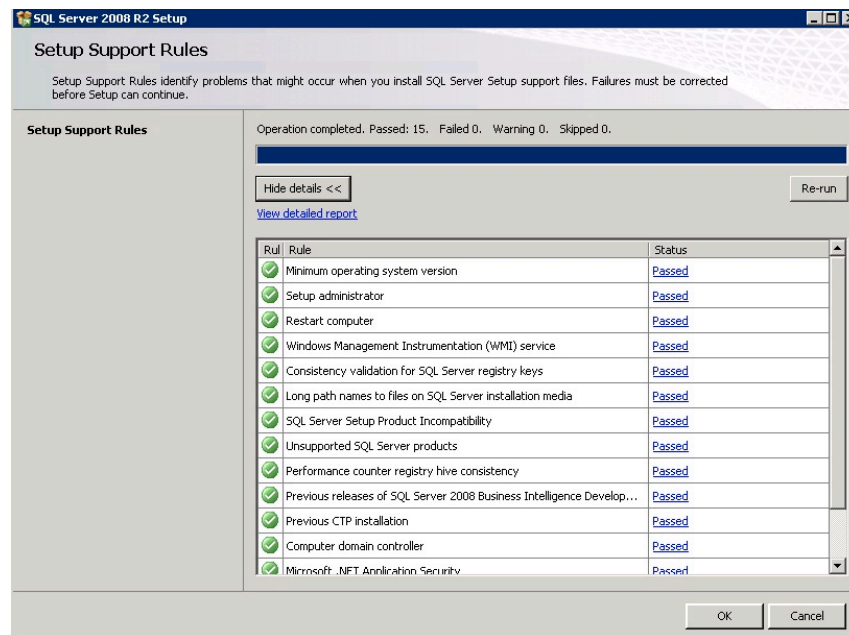 SQL Server 2008 R2 Setup
Setup Support Rules
Setup Support Rules identify problems that might occur when you install SQL Server Setup support files. Failures must be corrected
before Setup can continue.
Setup Support Rules
Operation completed. Passed: 15.   Failed 0.   Warning 0.   Skipped 0.
Hide details <<
Re-run
View detailed report
Rul Rule Status
Minimum operating system version Passed
Setup administrator Passed
Restart computer Passed
Windows Management Instrumentation (WMI) service Passed
Consistency validation for SQL Server registry keys Passed
Long path names to files on SQL Server installation media Passed
SQL Server Setup Product Incompatibility Passed
Unsupported SQL Server products Passed
Performance counter registry hive consistency Passed
Previous releases of SQL Server 2008 Business Intelligence Develop... Passed
Previous CTP installation Passed
Computer domain controller Passed
Microsoft .NET Application Security Passed
OK Cancel